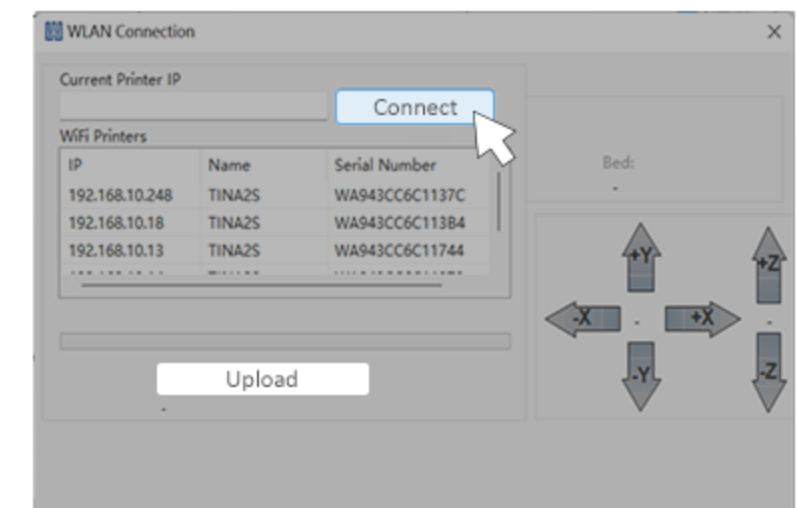 WLAN Connection
Current Printer IP
Connect
WiFi Printers
IP Name Serial Number
192.168.10.248 TINA2S WA943CC6C1137C
192.168.10.18 TINA2S WA943CC6C113B4
192.168.10.13 TINA2S WA943CC6C11744
Upload
-
Bed:
-
+Y
+Z
-X - +X -
-Y
-Z